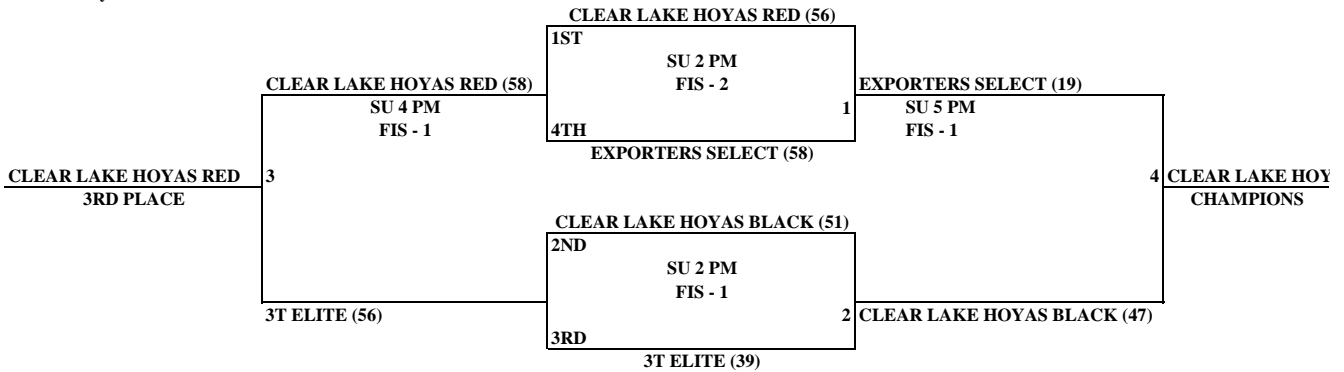 CLEAR LAKE HOYAS RED (56)
1ST
SU 2 PM
CLEAR LAKE HOYAS RED (58)
FIS - 2
EXPORTERS SELECT (19)
SU 4 PM
1
SU 5 PM
FIS - 1
4TH
FIS - 1
EXPORTERS SELECT (58)
CLEAR LAKE HOYAS RED
3
4
CLEAR LAKE HOY
3RD PLACE
CHAMPIONS
CLEAR LAKE HOYAS BLACK (51)
2ND
SU 2 PM
FIS - 1
3T ELITE (56)
2
CLEAR LAKE HOYAS BLACK (47)
3RD
3T ELITE (39)